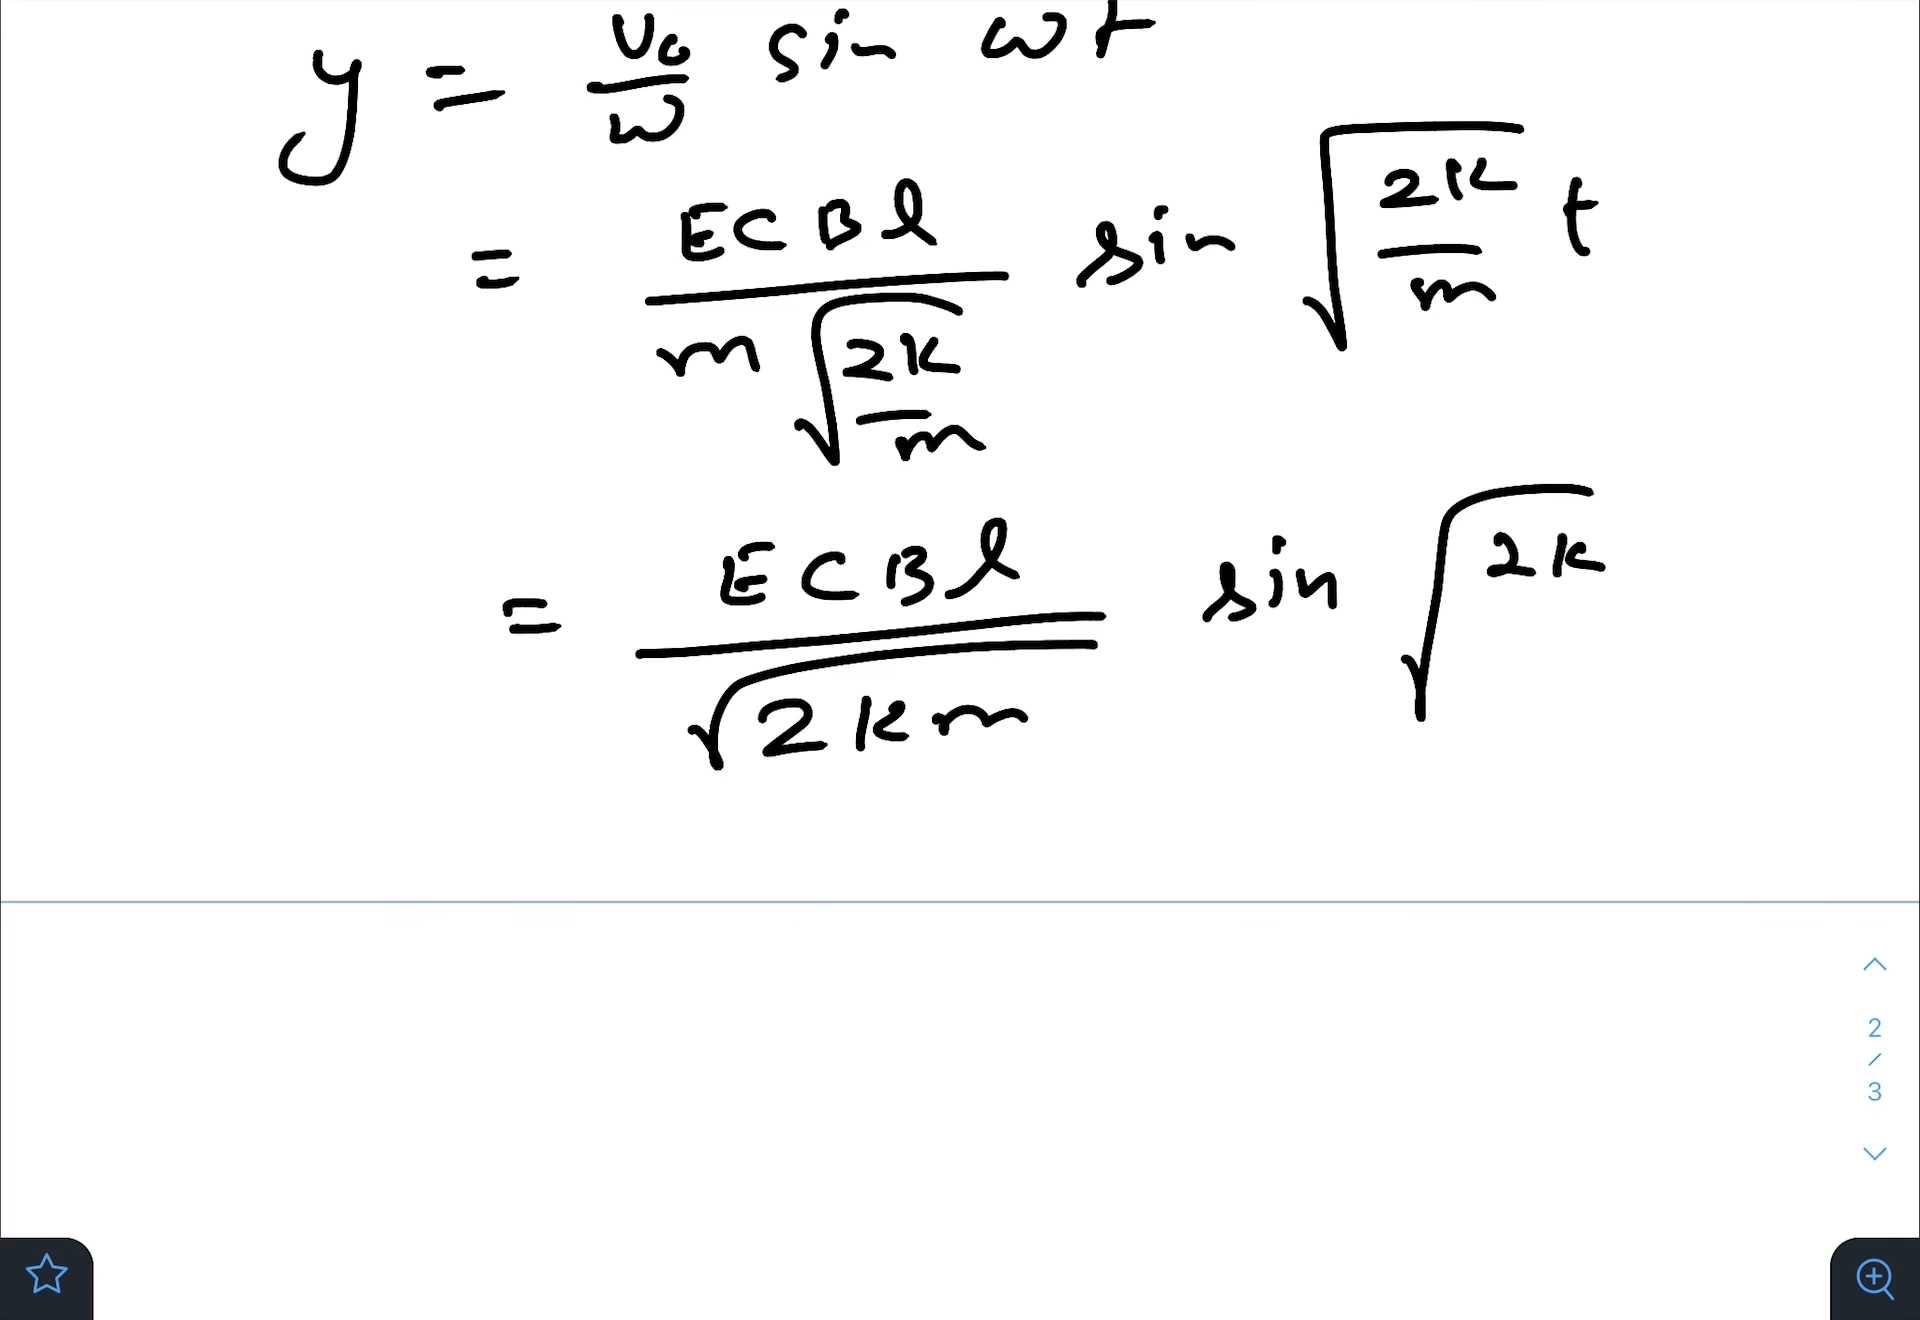 y = v₀/ω sin ωt
= ECBl / m√(2k/m) sin √(2k/m) t
= ECBl / √(2km) sin √(2k
2
/
3